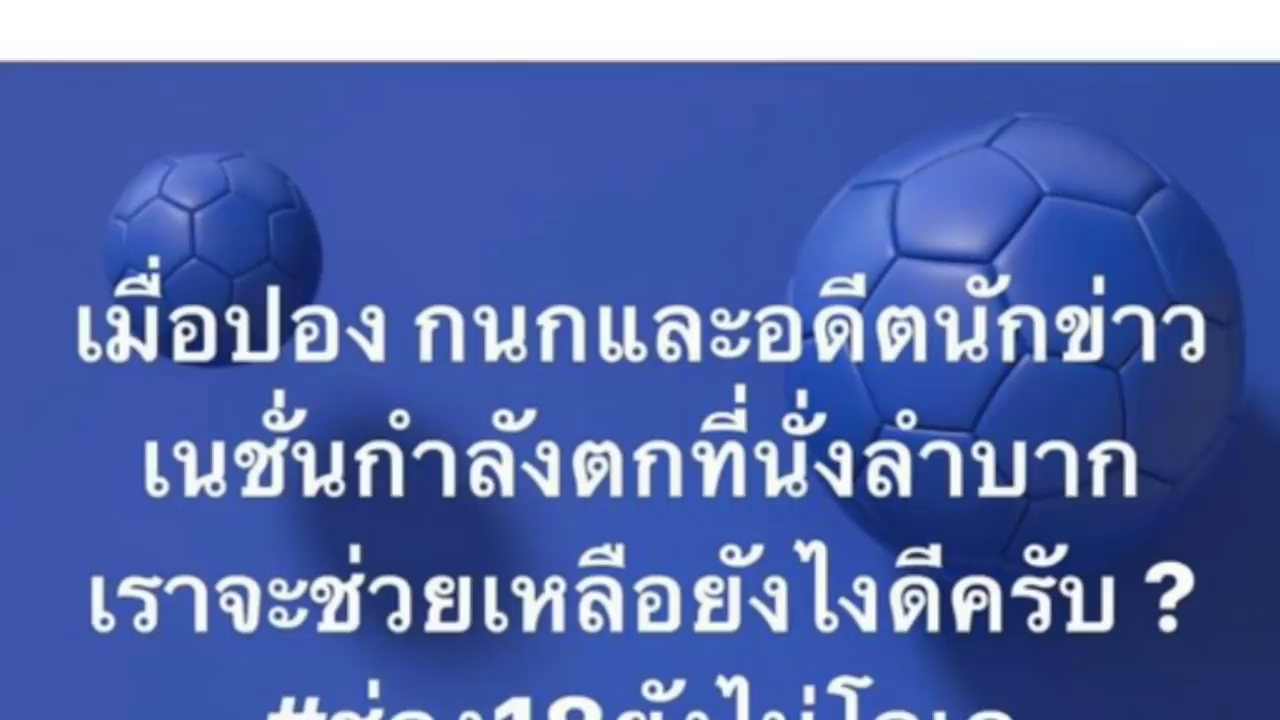 เมื่อปอง กนกและอดีตนักข่าว
เนชั่นกำลังตกที่นั่งลำบาก
เราจะช่วยเหลือยังไงดีครับ ?